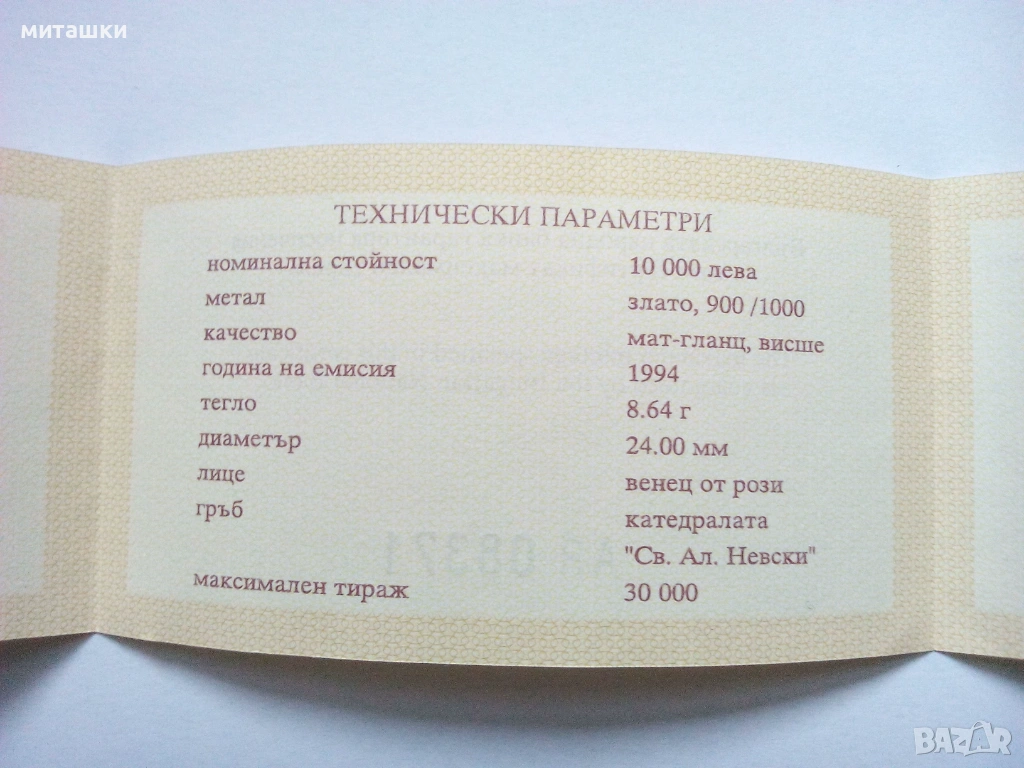 миташки
ТЕХНИЧЕСКИ ПАРАМЕТРИ
номинална стойност 10 000 лева
метал злато, 900 /1000
качество мат-гланц, висше
година на емисия 1994
тегло 8.64 г
диаметър 24.00 мм
лице венец от рози
гръб катедралата
"Св. Ал. Невски"
максимален тираж 30 000
BAZAR